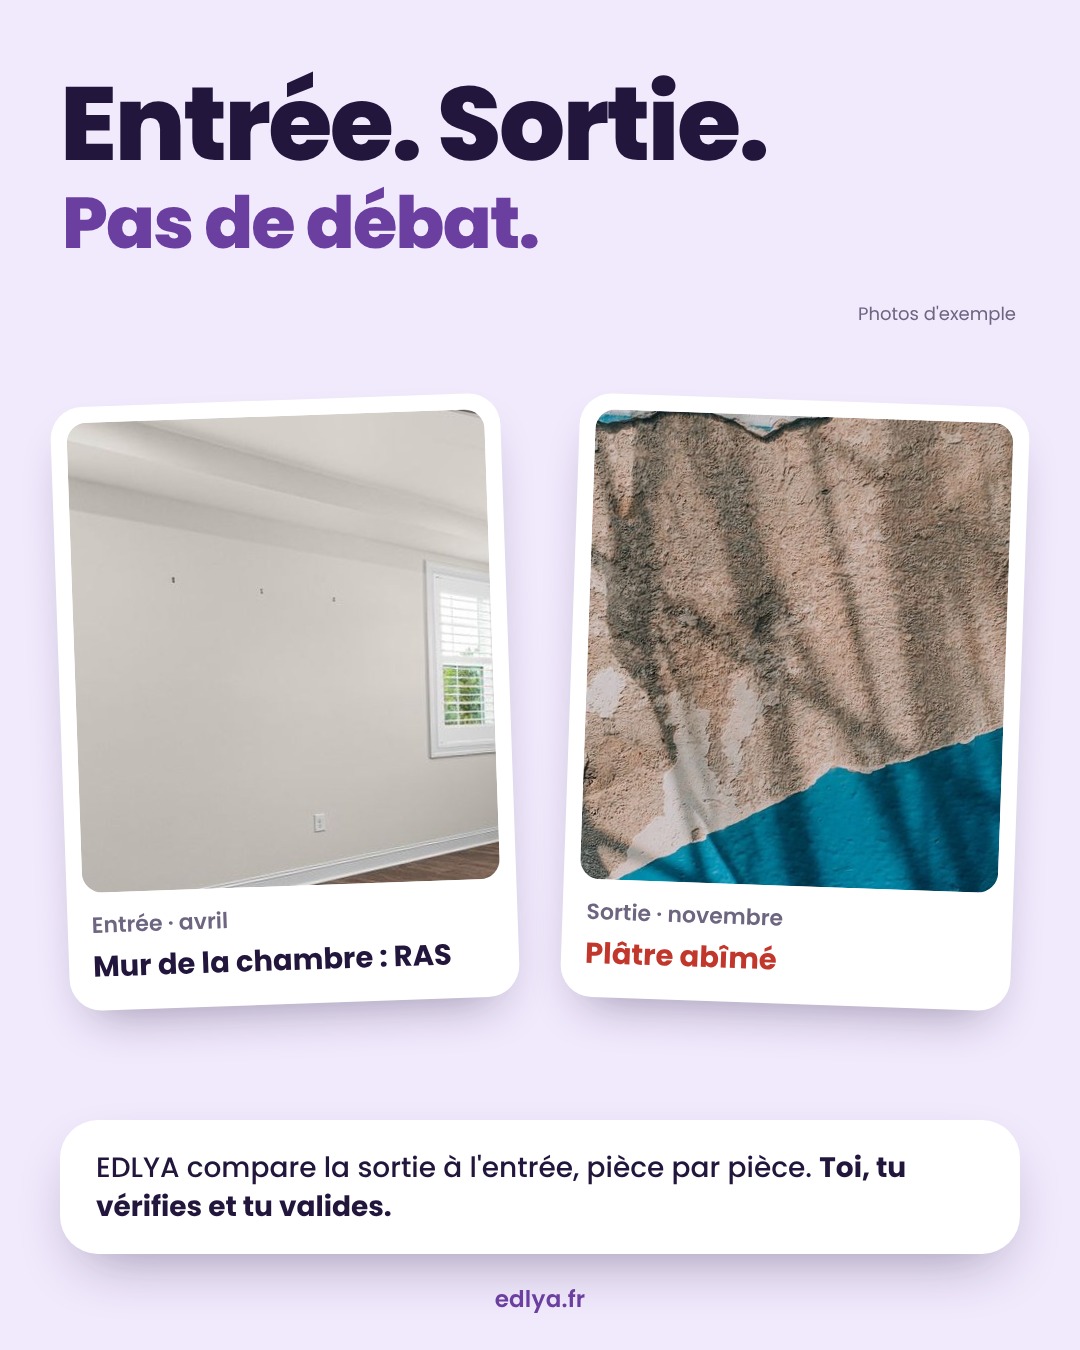 Entrée. Sortie.
Pas de débat.
Photos d'exemple
Entrée · avril
Mur de la chambre : RAS
Sortie · novembre
Plâtre abîmé
EDLYA compare la sortie à l'entrée, pièce par pièce. Toi, tu
vérifies et tu valides.
edlya.fr